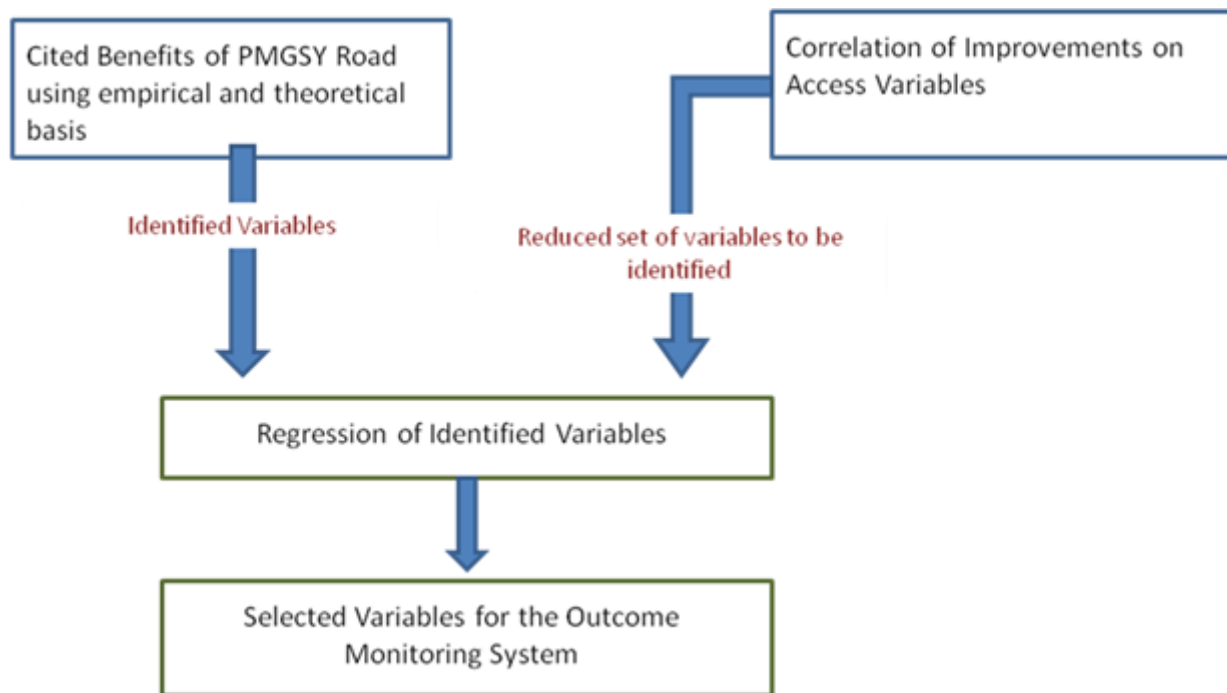 Cited Benefits of PMGSY Road
using empirical and theoretical
basis
Correlation of Improvements on
Access Variables
Identified Variables
Reduced set of variables to be
identified
Regression of Identified Variables
Selected Variables for the Outcome
Monitoring System